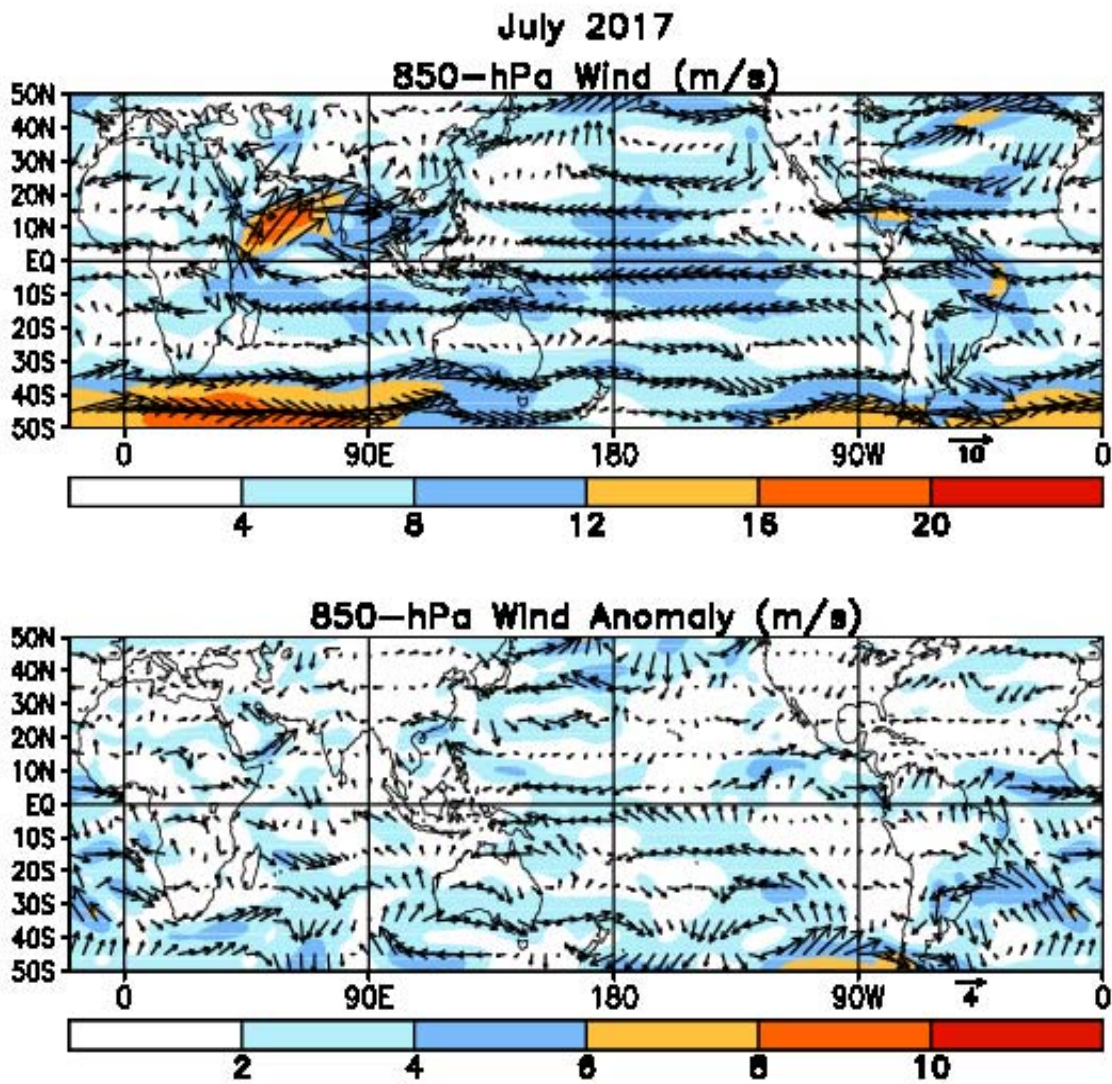 July 2017
850-hPa Wind (m/s)
50N
40N
30N
20N
10N
EQ
10S
20S
30S
40S
50S
0 90E 180 90W 10 0
4 8 12 16 20
850-hPa Wind Anomaly (m/s)
50N
40N
30N
20N
10N
EQ
10S
20S
30S
40S
50S
0 90E 180 90W 4 0
2 4 6 8 10